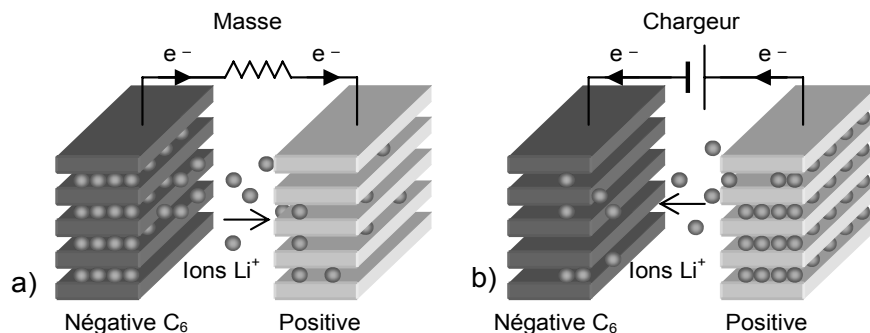 Masse
e⁻ e⁻
Ions Li⁺
a)
Négative C₆ Positive
Chargeur
e⁻ e⁻
Ions Li⁺
b)
Négative C₆ Positive